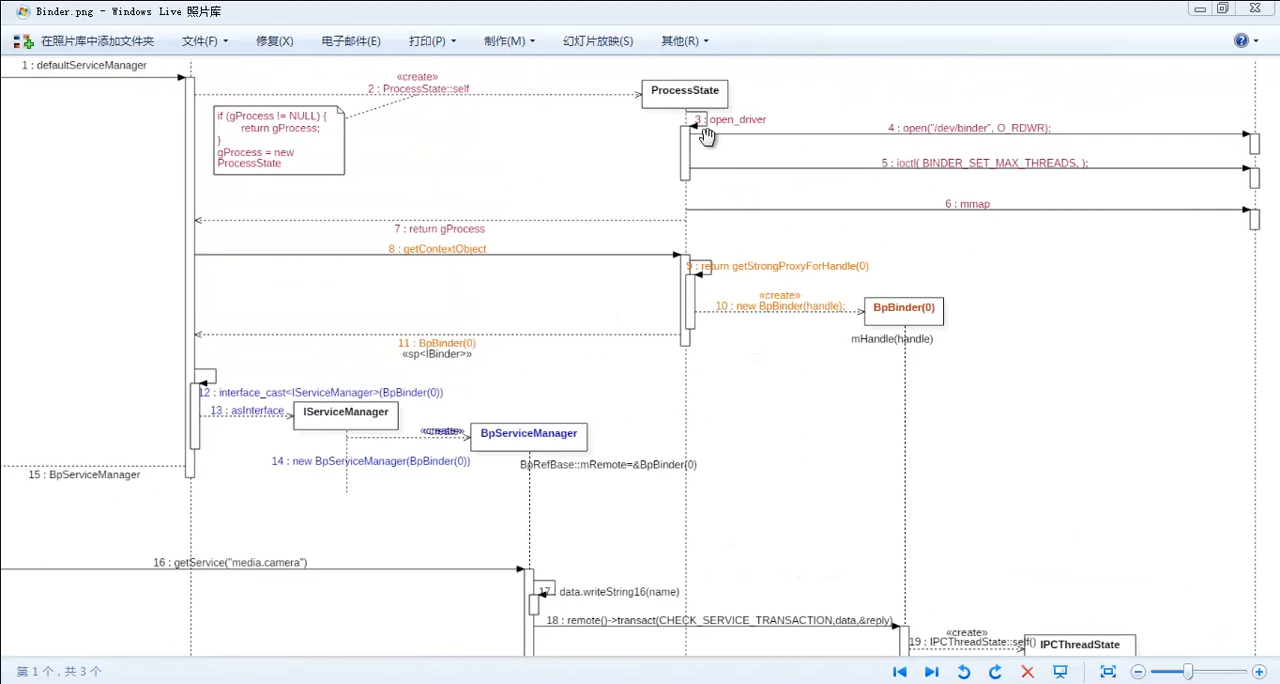 Binder.png - Windows Live 照片库
在照片库中添加文件夹 文件(F) 修复(X) 电子邮件(E) 打印(P) 制作(M) 幻灯片放映(S) 其他(R)
1 : defaultServiceManager
«create»
2 : ProcessState::self
ProcessState
if (gProcess != NULL) {
return gProcess;
}
gProcess = new
ProcessState
3 : open_driver
4 : open("/dev/binder", O_RDWR);
5 : ioctl( BINDER_SET_MAX_THREADS, );
6 : mmap
7 : return gProcess
8 : getContextObject
9 : return getStrongProxyForHandle(0)
«create»
10 : new BpBinder(handle);
BpBinder(0)
mHandle(handle)
11 : BpBinder(0)
«sp<IBinder>»
12 : interface_cast<IServiceManager>(BpBinder(0))
13 : asInterface
IServiceManager
«create»
BpServiceManager
14 : new BpServiceManager(BpBinder(0))
BpRefBase::mRemote=&BpBinder(0)
15 : BpServiceManager
16 : getService("media.camera")
17 : data.writeString16(name)
18 : remote()->transact(CHECK_SERVICE_TRANSACTION,data,&reply)
«create»
19 : IPCThreadState::self()
IPCThreadState
第 1 个，共 3 个